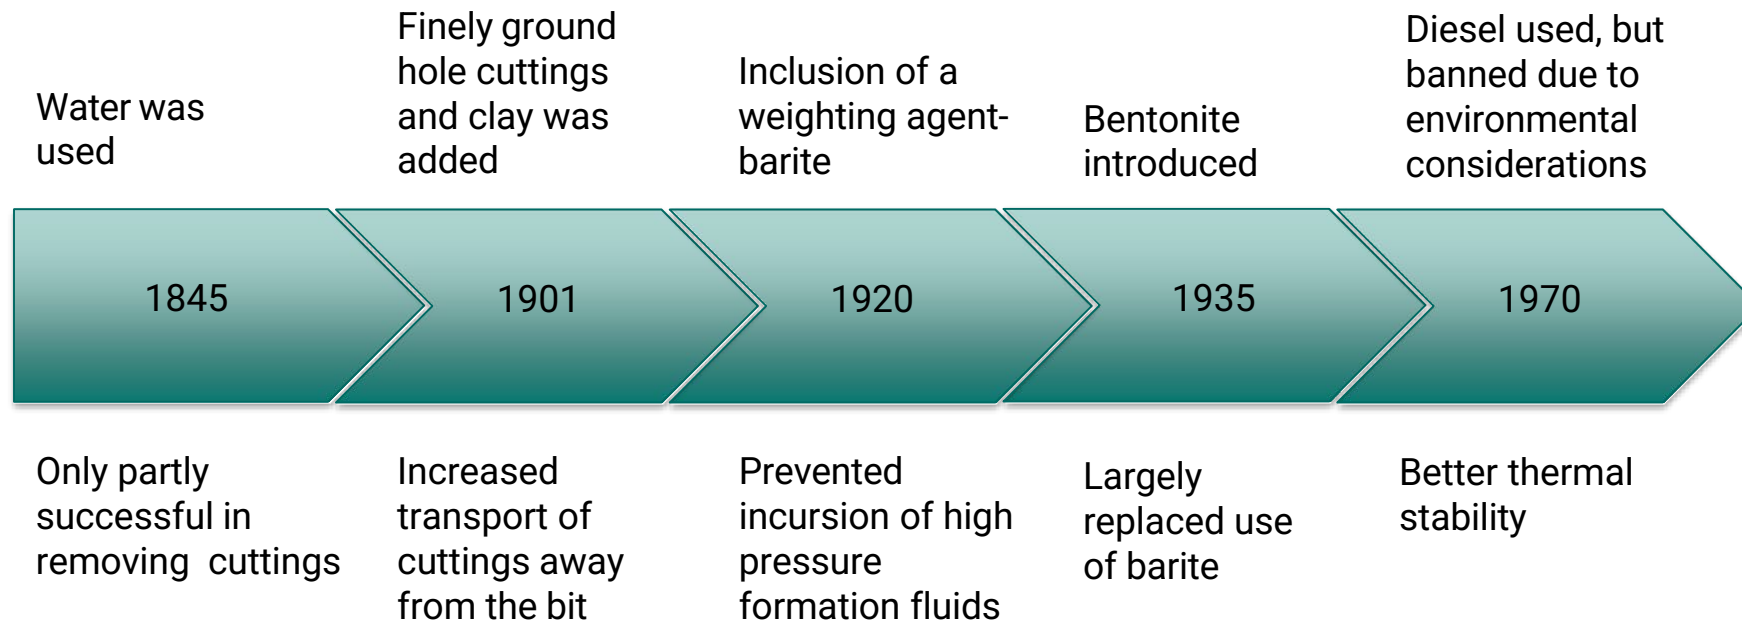 Water was
used
Finely ground
hole cuttings
and clay was
added
Inclusion of a
weighting agent-
barite
Bentonite
introduced
Diesel used, but
banned due to
environmental
considerations
1845
1901
1920
1935
1970
Only partly
successful in
removing  cuttings
Increased
transport of
cuttings away
from the bit
Prevented
incursion of high
pressure
formation fluids
Largely
replaced use
of barite
Better thermal
stability